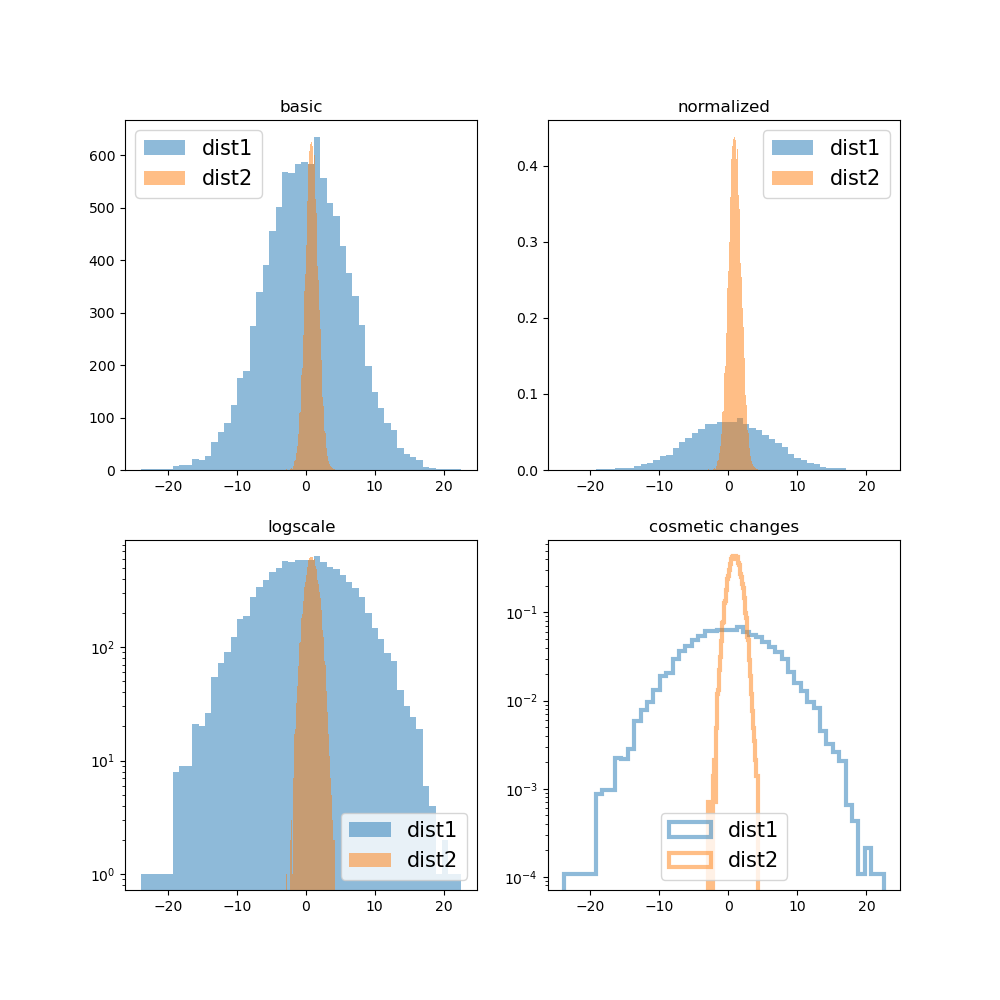 basic
dist1
dist2
600
500
400
300
200
100
0
−20 −10 0 10 20
normalized
dist1
dist2
0.4
0.3
0.2
0.1
0.0
−20 −10 0 10 20
logscale
10²
10¹
10⁰
dist1
dist2
−20 −10 0 10 20
cosmetic changes
10⁻¹
10⁻²
10⁻³
10⁻⁴
dist1
dist2
−20 −10 0 10 20